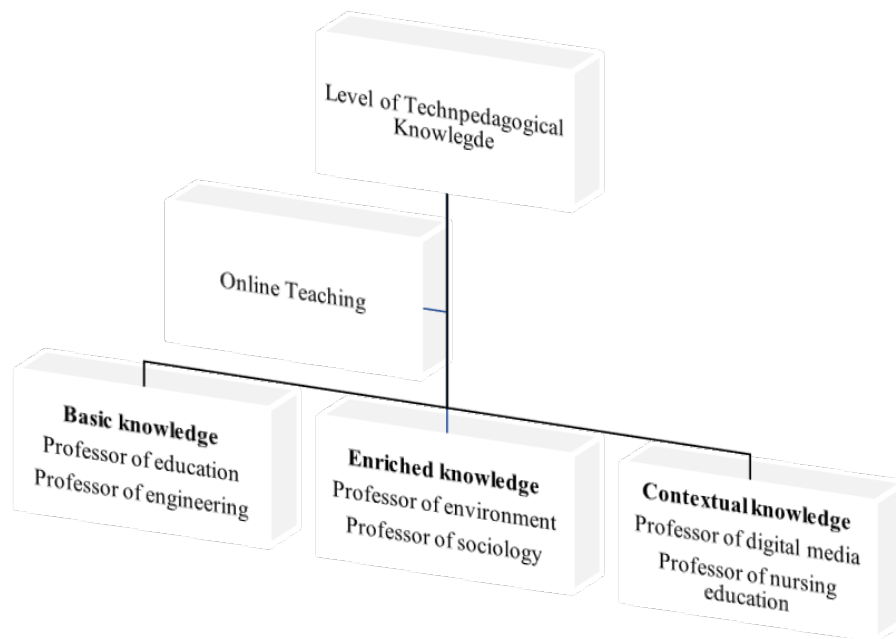 Level of Technpedagogical
Knowlegde
Online Teaching
Basic knowledge
Professor of education
Professor of engineering
Enriched knowledge
Professor of environment
Professor of sociology
Contextual knowledge
Professor of digital media
Professor of nursing
education